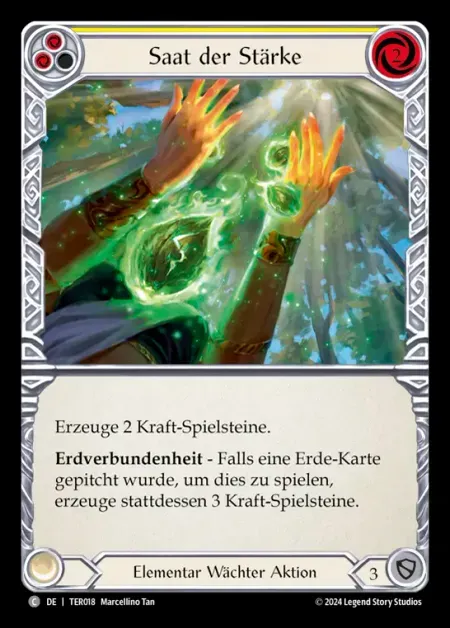 Saat der Stärke
2
Erzeuge 2 Kraft-Spielsteine.
Erdverbundenheit - Falls eine Erde-Karte
gepitcht wurde, um dies zu spielen,
erzeuge stattdessen 3 Kraft-Spielsteine.
Elementar Wächter Aktion
3
C DE | TER018 Marcellino Tan
© 2024 Legend Story Studios